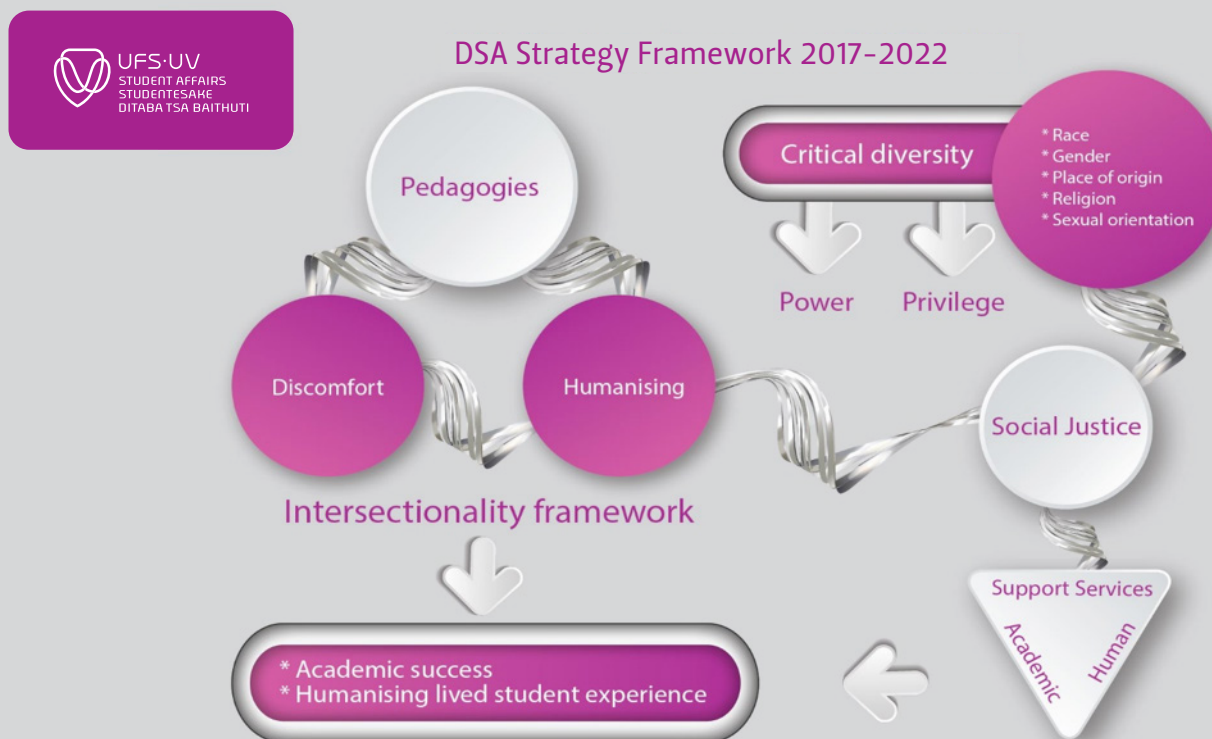 UFS·UV
STUDENT AFFAIRS
STUDENTESAKE
DITABA TSA BAITHUTI
DSA Strategy Framework 2017–2022
Pedagogies
Critical diversity
* Race
* Gender
* Place of origin
* Religion
* Sexual orientation
Power
Privilege
Discomfort
Humanising
Social Justice
Intersectionality framework
Support Services
Academic
Human
* Academic success
* Humanising lived student experience